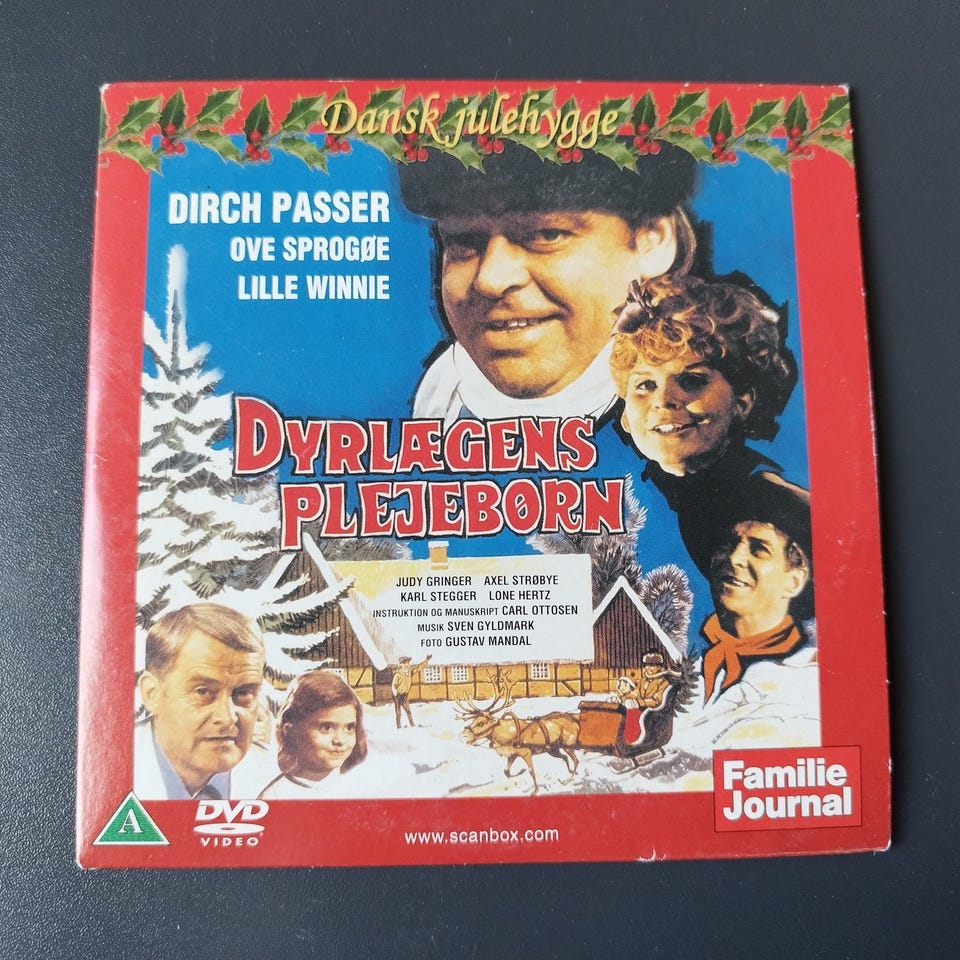 Dansk julehygge
DIRCH PASSER
OVE SPROGØE
LILLE WINNIE
DYRLÆGENS
PLEJEBØRN
JUDY GRINGER AXEL STRØBYE
KARL STEGGER LONE HERTZ
INSTRUKTION OG MANUSKRIPT CARL OTTOSEN
MUSIK SVEN GYLDMARK
FOTO GUSTAV MANDAL
Familie
Journal
A
DVD
VIDEO
www.scanbox.com